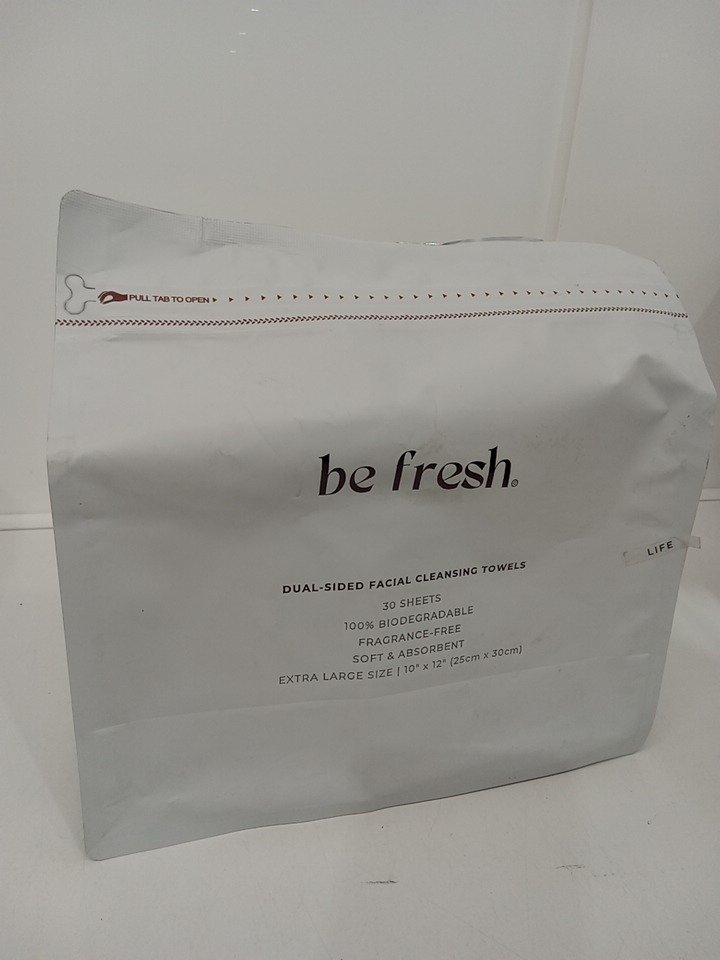 PULL TAB TO OPEN
be fresh®
LIFE
DUAL-SIDED FACIAL CLEANSING TOWELS
30 SHEETS
100% BIODEGRADABLE
FRAGRANCE-FREE
SOFT & ABSORBENT
EXTRA LARGE SIZE | 10" x 12" (25cm x 30cm)